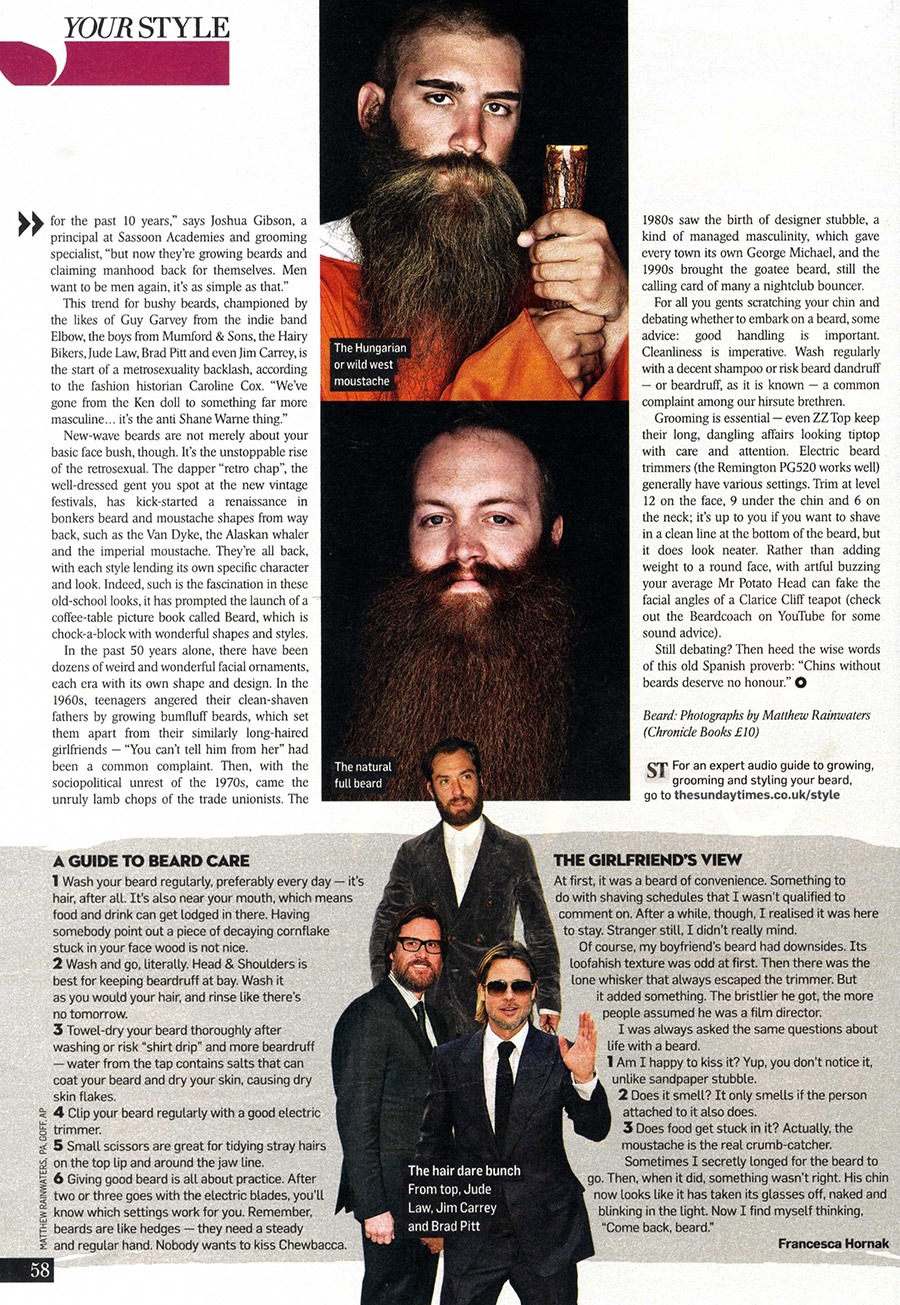 YOUR STYLE
for the past 10 years,” says Joshua Gibson, a
principal at Sassoon Academies and grooming
specialist, “but now they’re growing beards and
claiming manhood back for themselves. Men
want to be men again, it’s as simple as that.”
This trend for bushy beards, championed by
the likes of Guy Garvey from the indie band
Elbow, the boys from Mumford & Sons, the Hairy
Bikers, Jude Law, Brad Pitt and even Jim Carrey, is
the start of a metrosexuality backlash, according
to the fashion historian Caroline Cox. “We’ve
gone from the Ken doll to something far more
masculine… it’s the anti Shane Warne thing.”
New-wave beards are not merely about your
basic face bush, though. It’s the unstoppable rise
of the retrosexual. The dapper “retro chap”, the
well-dressed gent you spot at the new vintage
festivals, has kick-started a renaissance in
bonkers beard and moustache shapes from way
back, such as the Van Dyke, the Alaskan whaler
and the imperial moustache. They’re all back,
with each style lending its own specific character
and look. Indeed, such is the fascination in these
old-school looks, it has prompted the launch of a
coffee-table picture book called Beard, which is
chock-a-block with wonderful shapes and styles.
In the past 50 years alone, there have been
dozens of weird and wonderful facial ornaments,
each era with its own shape and design. In the
1960s, teenagers angered their clean-shaven
fathers by growing bumfluff beards, which set
them apart from their similarly long-haired
girlfriends — “You can’t tell him from her” had
been a common complaint. Then, with the
sociopolitical unrest of the 1970s, came the
unruly lamb chops of the trade unionists. The
The Hungarian
or wild west
moustache
The natural
full beard
1980s saw the birth of designer stubble, a
kind of managed masculinity, which gave
every town its own George Michael, and the
1990s brought the goatee beard, still the
calling card of many a nightclub bouncer.
For all you gents scratching your chin and
debating whether to embark on a beard, some
advice: good handling is important.
Cleanliness is imperative. Wash regularly
with a decent shampoo or risk beard dandruff
— or beardruff, as it is known — a common
complaint among our hirsute brethren.
Grooming is essential — even ZZ Top keep
their long, dangling affairs looking tiptop
with care and attention. Electric beard
trimmers (the Remington PG520 works well)
generally have various settings. Trim at level
12 on the face, 9 under the chin and 6 on
the neck; it’s up to you if you want to shave
in a clean line at the bottom of the beard, but
it does look neater. Rather than adding
weight to a round face, with artful buzzing
your average Mr Potato Head can fake the
facial angles of a Clarice Cliff teapot (check
out the Beardcoach on YouTube for some
sound advice).
Still debating? Then heed the wise words
of this old Spanish proverb: “Chins without
beards deserve no honour.”
Beard: Photographs by Matthew Rainwaters
(Chronicle Books £10)
ST For an expert audio guide to growing,
grooming and styling your beard,
go to thesundaytimes.co.uk/style
A GUIDE TO BEARD CARE
1 Wash your beard regularly, preferably every day — it’s
hair, after all. It’s also near your mouth, which means
food and drink can get lodged in there. Having
somebody point out a piece of decaying cornflake
stuck in your face wood is not nice.
2 Wash and go, literally. Head & Shoulders is
best for keeping beardruff at bay. Wash it
as you would your hair, and rinse like there’s
no tomorrow.
3 Towel-dry your beard thoroughly after
washing or risk “shirt drip” and more beardruff
— water from the tap contains salts that can
coat your beard and dry your skin, causing dry
skin flakes.
4 Clip your beard regularly with a good electric
trimmer.
5 Small scissors are great for tidying stray hairs
on the top lip and around the jaw line.
6 Giving good beard is all about practice. After
two or three goes with the electric blades, you’ll
know which settings work for you. Remember,
beards are like hedges — they need a steady
and regular hand. Nobody wants to kiss Chewbacca.
The hair dare bunch
From top, Jude
Law, Jim Carrey
and Brad Pitt
THE GIRLFRIEND’S VIEW
At first, it was a beard of convenience. Something to
do with shaving schedules that I wasn’t qualified to
comment on. After a while, though, I realised it was here
to stay. Stranger still, I didn’t really mind.
Of course, my boyfriend’s beard had downsides. Its
loofahish texture was odd at first. Then there was the
lone whisker that always escaped the trimmer. But
it added something. The bristlier he got, the more
people assumed he was a film director.
I was always asked the same questions about
life with a beard.
1 Am I happy to kiss it? Yup, you don’t notice it,
unlike sandpaper stubble.
2 Does it smell? It only smells if the person
attached to it also does.
3 Does food get stuck in it? Actually, the
moustache is the real crumb-catcher.
Sometimes I secretly longed for the beard to
go. Then, when it did, something wasn’t right. His chin
now looks like it has taken its glasses off, naked and
blinking in the light. Now I find myself thinking,
“Come back, beard.”
Francesca Hornak
MATTHEW RAINWATERS, PA, GOFF, AP
58